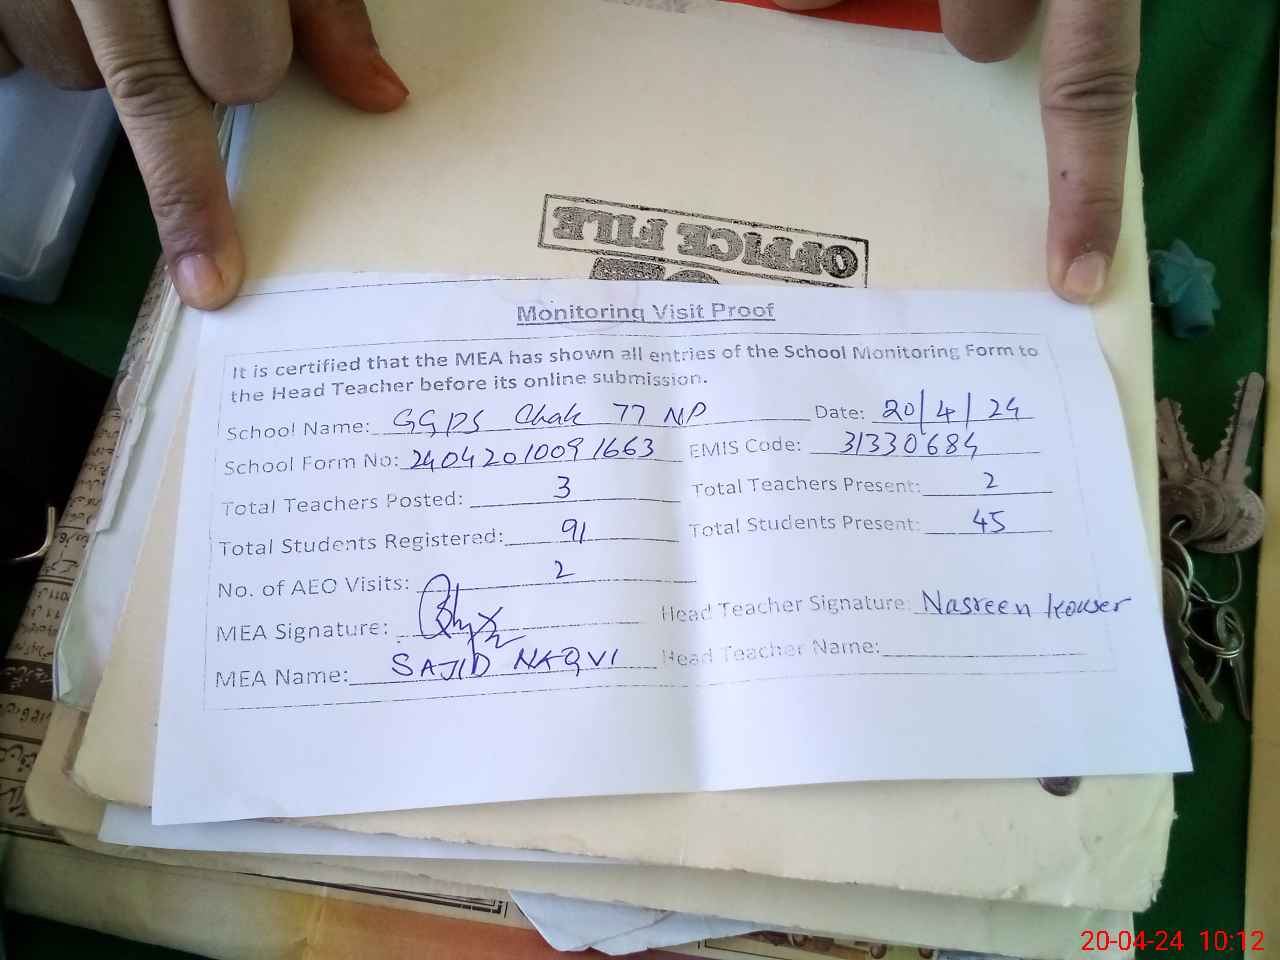 OFFICE FILE
Monitoring Visit Proof
It is certified that the MEA has shown all entries of the School Monitoring Form to
the Head Teacher before its online submission.
School Name: GGPS Chak 77 NP Date: 20/4/24
School Form No: 24042010091663 EMIS Code: 31330684
Total Teachers Posted: 3 Total Teachers Present: 2
Total Students Registered: 91 Total Students Present: 45
No. of AEO Visits: 2
MEA Signature: Head Teacher Signature: Nasreen Kouser
MEA Name: SAJID NAQVI Head Teacher Name:
20-04-24 10:12